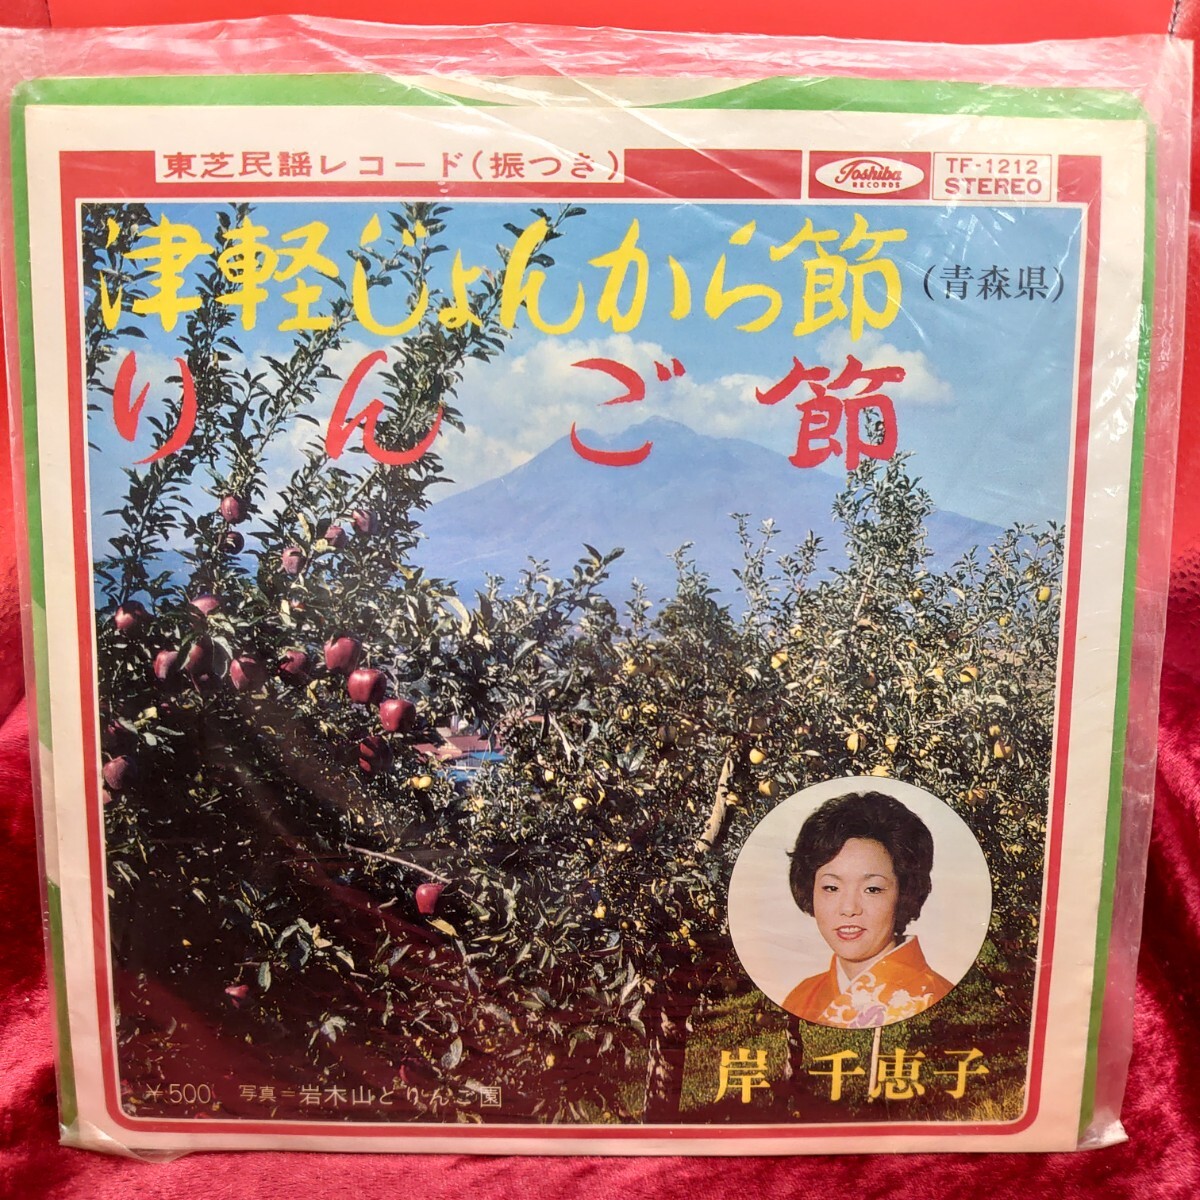 東芝民謡レコード(振つき)
Toshiba
RECORDS
TF-1212
STEREO
津軽じょんから節
(青森県)
りんご節
岸 千恵子
¥500 写真=岩木山とりんご園